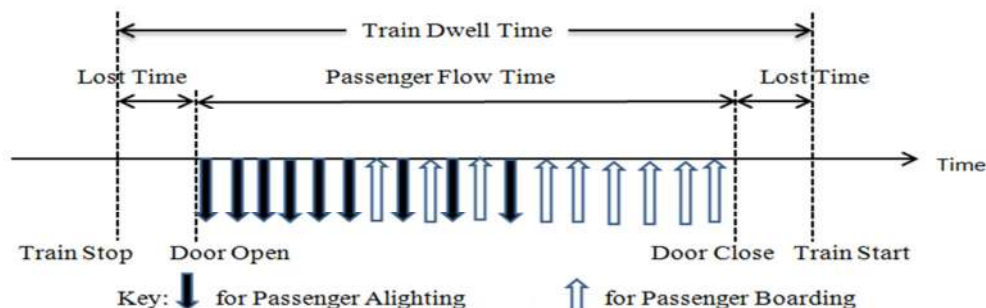 Train Dwell Time
Lost Time Passenger Flow Time Lost Time
Time
Train Stop Door Open Door Close Train Start
Key: for Passenger Alighting for Passenger Boarding